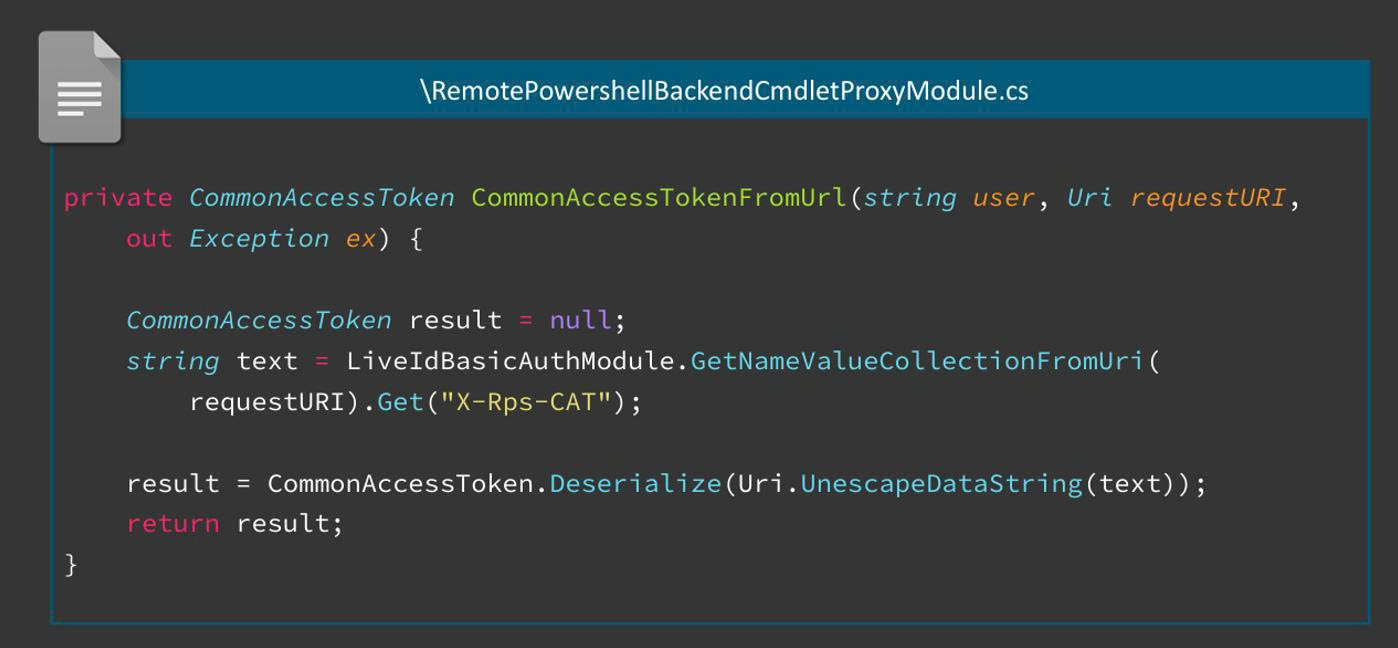 \RemotePowershellBackendCmdletProxyModule.cs
private CommonAccessToken CommonAccessTokenFromUrl(string user, Uri requestURI,
out Exception ex) {
CommonAccessToken result = null;
string text = LiveIdBasicAuthModule.GetNameValueCollectionFromUri(
requestURI).Get("X-Rps-CAT");
result = CommonAccessToken.Deserialize(Uri.UnescapeDataString(text));
return result;
}